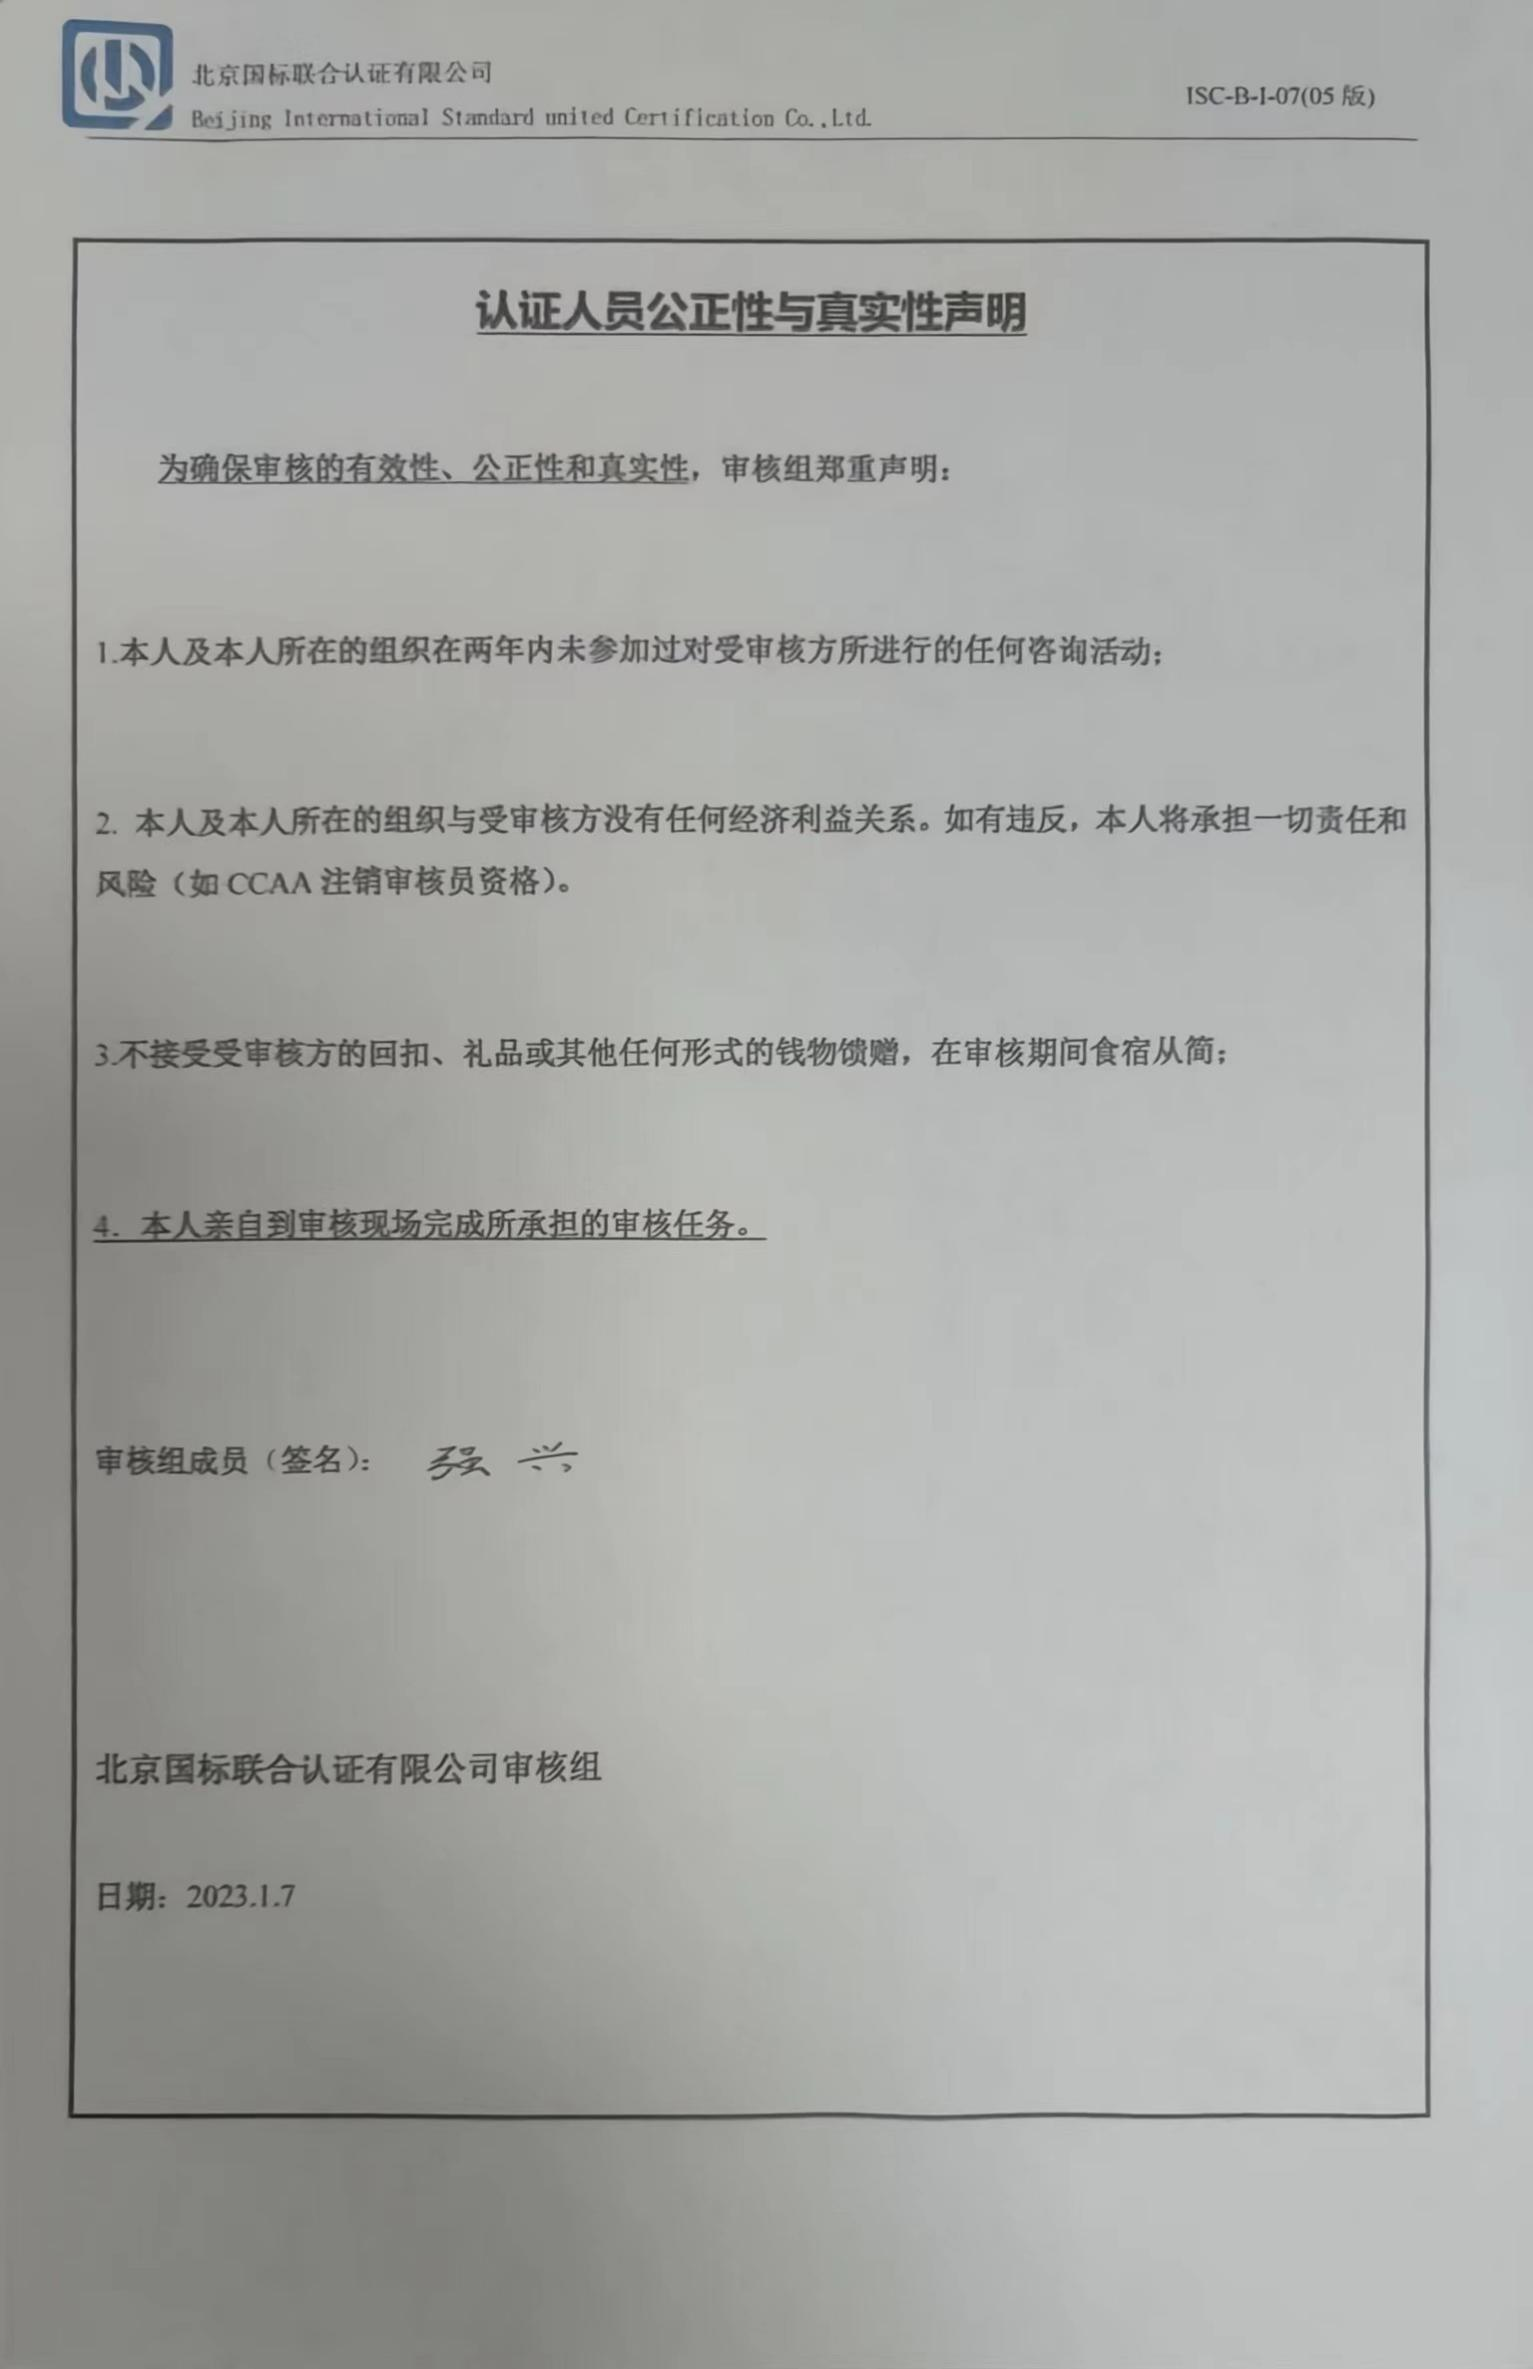 北京国标联合认证有限公司
Beijing International Standard united Certification Co.,Ltd.
ISC-B-I-07(05 版)
认证人员公正性与真实性声明
为确保审核的有效性、公正性和真实性，审核组郑重声明：
1.本人及本人所在的组织在两年内未参加过对受审核方所进行的任何咨询活动；
2. 本人及本人所在的组织与受审核方没有任何经济利益关系。如有违反，本人将承担一切责任和
风险（如 CCAA 注销审核员资格）。
3.不接受受审核方的回扣、礼品或其他任何形式的钱物馈赠，在审核期间食宿从简；
4. 本人亲自到审核现场完成所承担的审核任务。
审核组成员（签名）： 强 兴
北京国标联合认证有限公司审核组
日期：2023.1.7